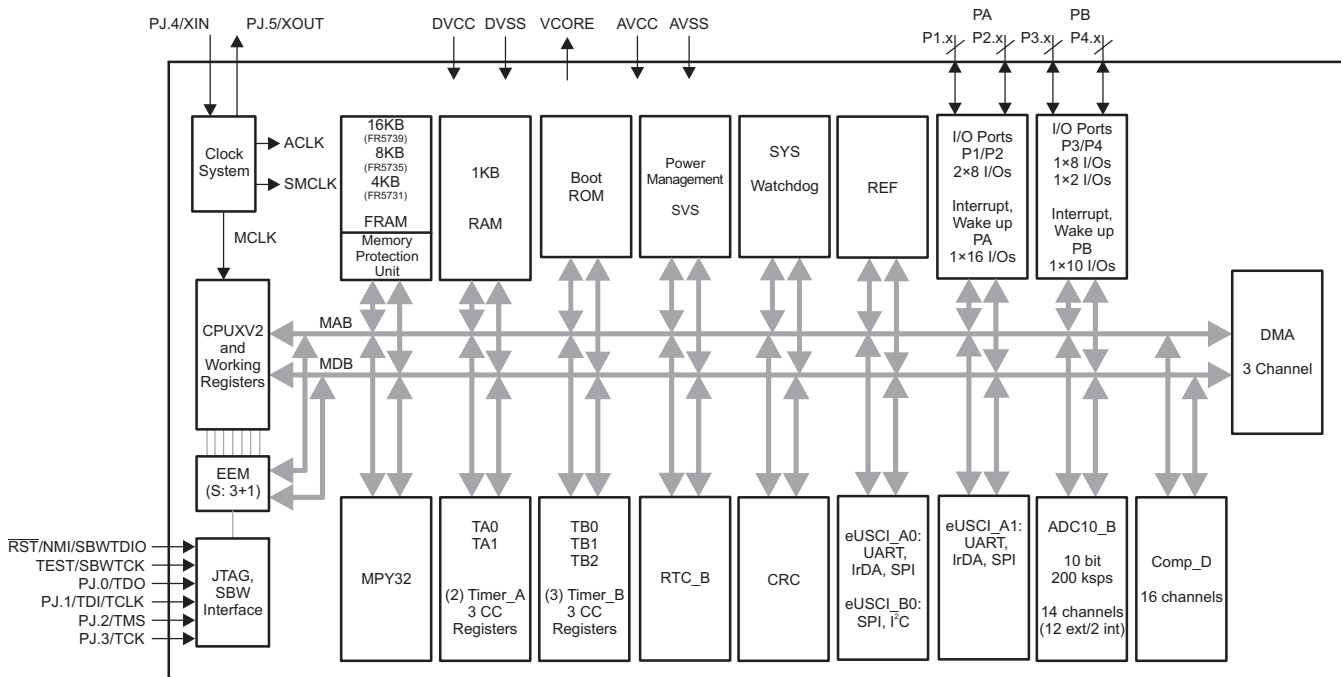 PJ.4/XIN
PJ.5/XOUT
DVCC
DVSS
VCORE
AVCC
AVSS
PA
PB
P1.x
P2.x
P3.x
P4.x
Clock
System
ACLK
SMCLK
MCLK
16KB
(FR5739)
8KB
(FR5735)
4KB
(FR5731)
FRAM
Memory
Protection
Unit
1KB
RAM
Boot
ROM
Power
Management
SVS
SYS
Watchdog
REF
I/O Ports
P1/P2
2×8 I/Os
Interrupt,
Wake up
PA
1×16 I/Os
I/O Ports
P3/P4
1×8 I/Os
1×2 I/Os
Interrupt,
Wake up
PB
1×10 I/Os
CPUXV2
and
Working
Registers
MAB
MDB
DMA
3 Channel
EEM
(S: 3+1)
RST/NMI/SBWTDIO
TEST/SBWTCK
PJ.0/TDO
PJ.1/TDI/TCLK
PJ.2/TMS
PJ.3/TCK
JTAG,
SBW
Interface
MPY32
TA0
TA1
(2) Timer_A
3 CC
Registers
TB0
TB1
TB2
(3) Timer_B
3 CC
Registers
RTC_B
CRC
eUSCI_A0:
UART,
IrDA, SPI
eUSCI_B0:
SPI, I²C
eUSCI_A1:
UART,
IrDA, SPI
ADC10_B
10 bit
200 ksps
14 channels
(12 ext/2 int)
Comp_D
16 channels